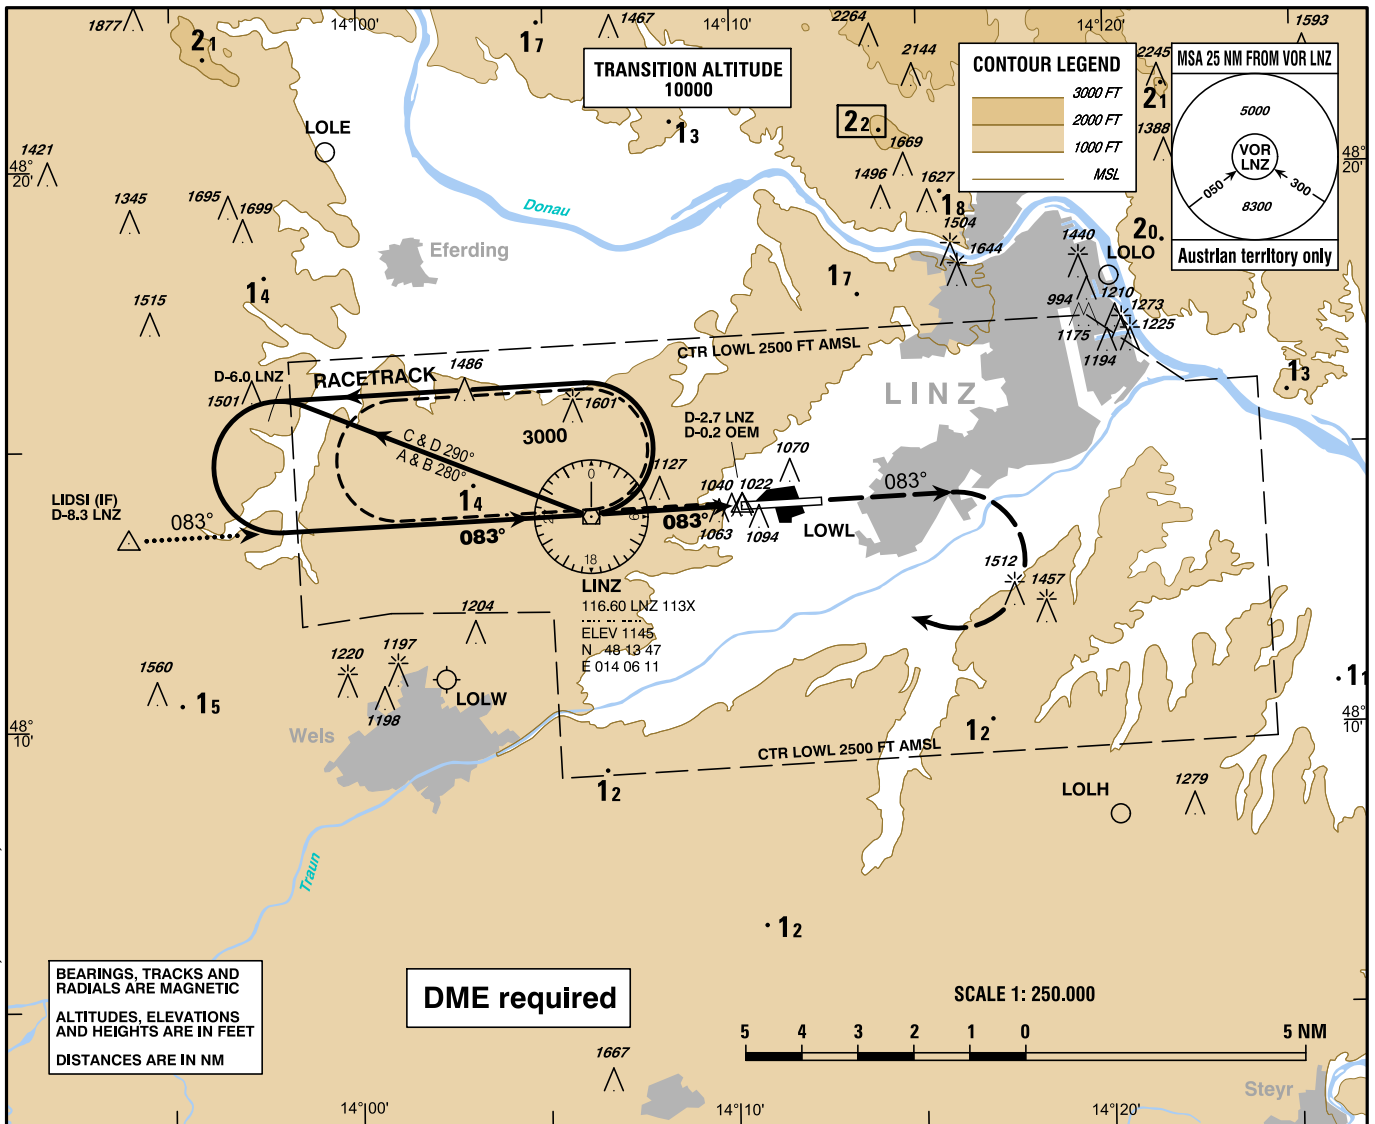 14°00'
14°10'
14°20'
1877
21
17
1467
2264
2144
1593
2245
21
1388
TRANSITION ALTITUDE
10000
CONTOUR LEGEND
3000 FT
2000 FT
1000 FT
MSL
MSA 25 NM FROM VOR LNZ
5000
VOR
LNZ
050
300
8300
Austrian territory only
LOLE
13
22
1669
1421
48°
20'
48°
20'
1345
1695
1699
1496
1627
18
1504
1644
Donau
Eferding
1440
LOLO
20
14
17
1515
994
1210
1273
1225
1175
1194
CTR LOWL 2500 FT AMSL
D-6.0 LNZ
1501
RACETRACK
1486
1601
3000
13
LINZ
C & D 290°
A & B 280°
D-2.7 LNZ
D-0.2 OEM
1070
1127
14
1040
1022
083°
LIDSI (IF)
D-8.3 LNZ
083°
083°
083°
1063
1094
LOWL
0
6
18
2
LINZ
116.60 LNZ 113X
ELEV 1145
N 48 13 47
E 014 06 11
1512
1457
1204
1220
1197
1560
15
LOLW
1198
Wels
11
48°
10'
48°
10'
12
CTR LOWL 2500 FT AMSL
12
LOLH
1279
Traun
12
BEARINGS, TRACKS AND
RADIALS ARE MAGNETIC
ALTITUDES, ELEVATIONS
AND HEIGHTS ARE IN FEET
DISTANCES ARE IN NM
DME required
SCALE 1: 250.000
5 4 3 2 1 0 5 NM
1667
Steyr
14°00'
14°10'
14°20'